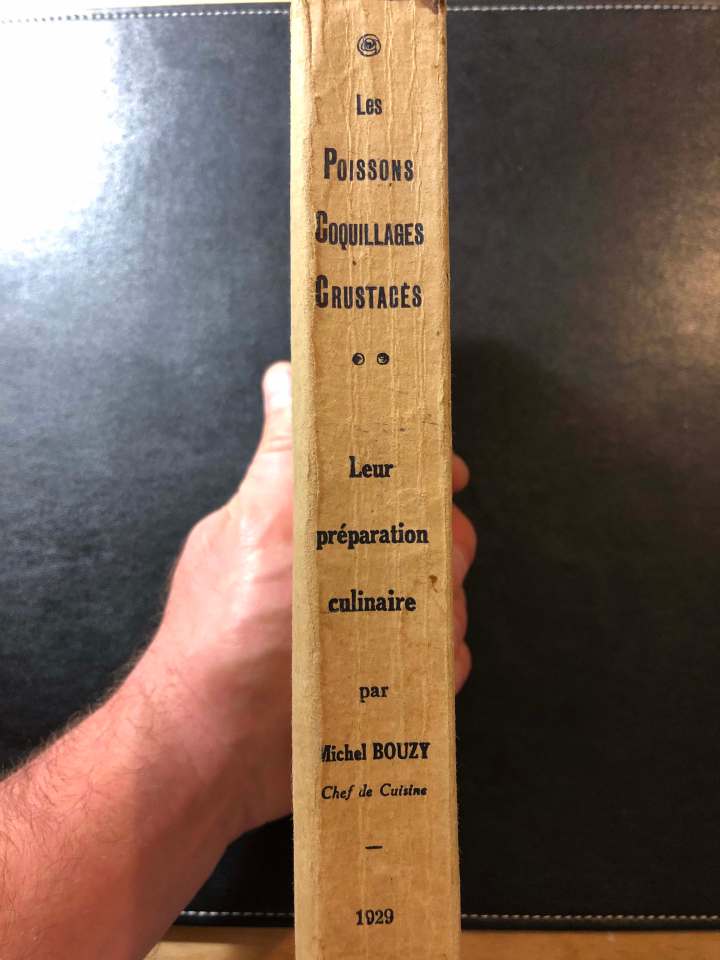 Les
POISSONS
COQUILLAGES
CRUSTACÉS
Leur
préparation
culinaire
par
Michel BOUZY
Chef de Cuisine
1929